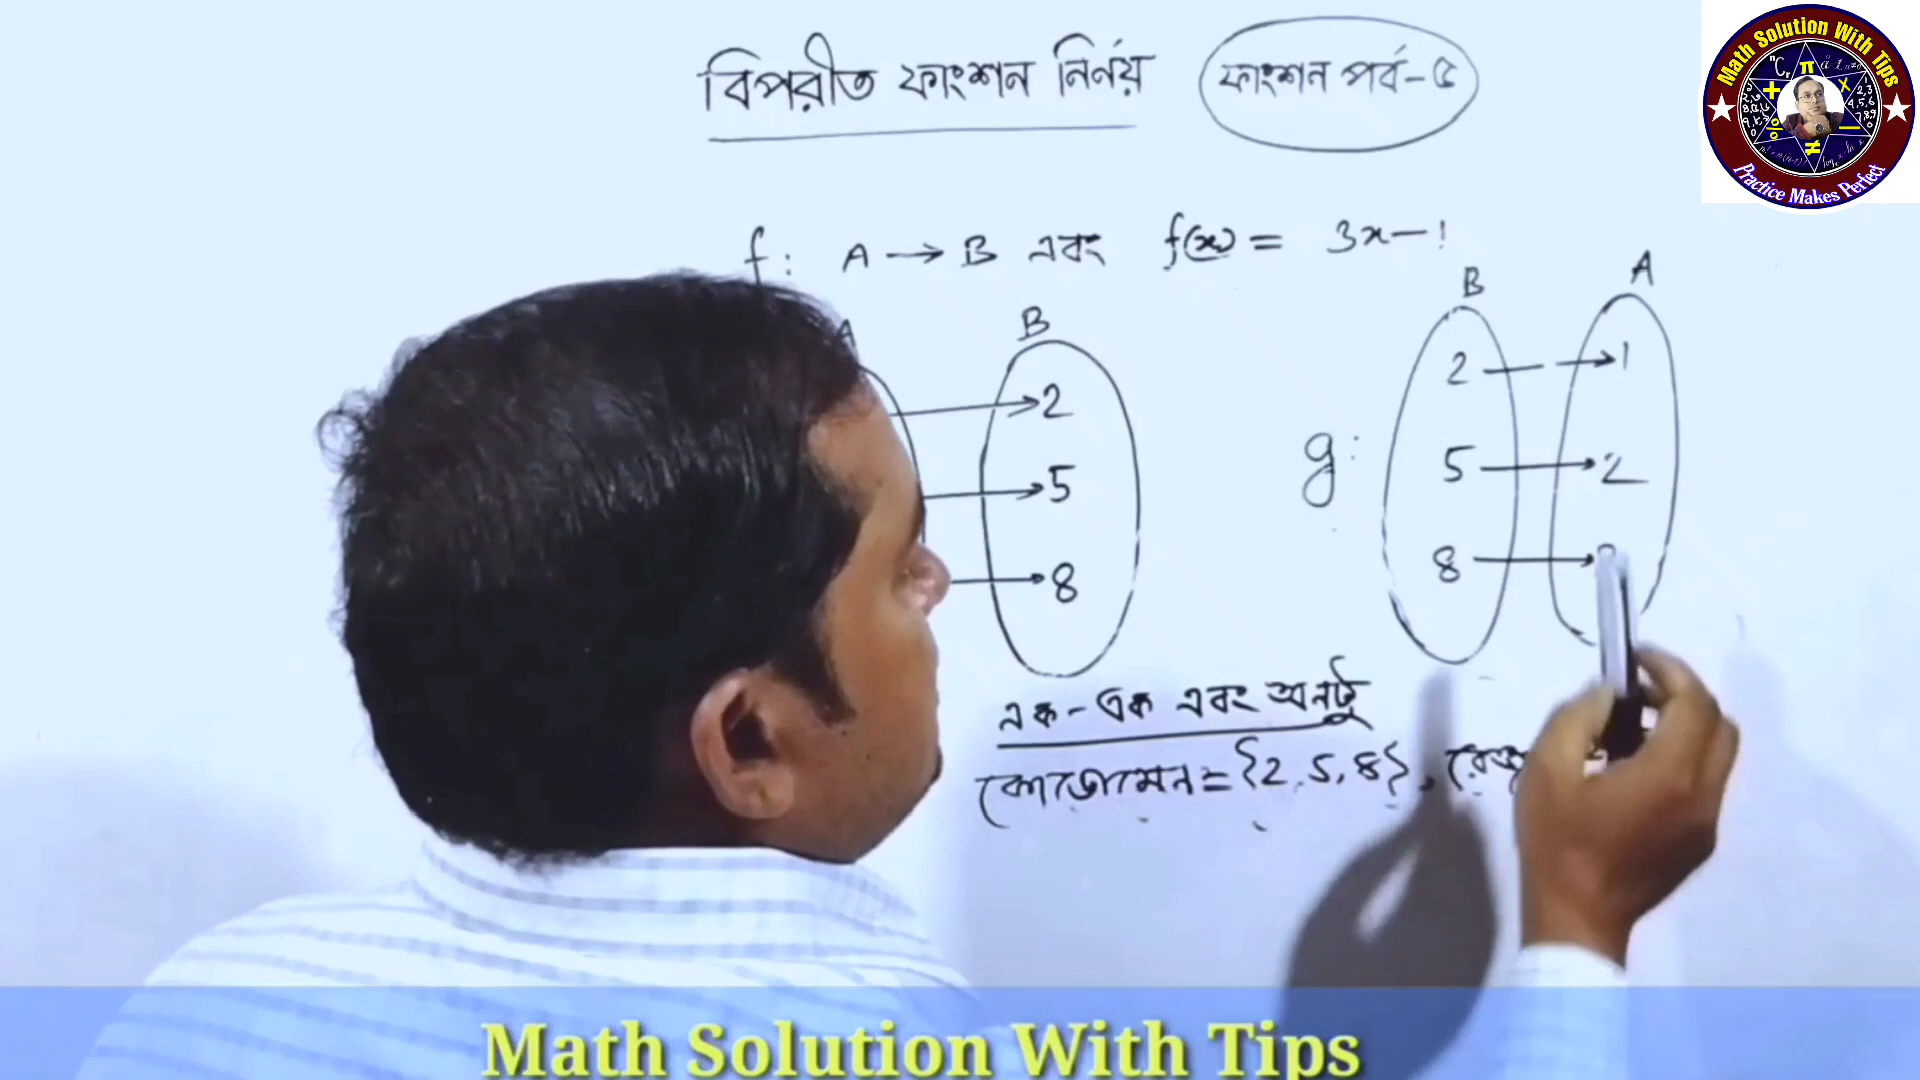 বিপরীত ফাংশন নির্নয়
ফাংশন পর্ব-৫
f: A → B এবং f(x) = 3x-1
A
B
2
5
8
g:
B
A
2 → 1
5 → 2
8 →
এক-এক এবং অনটু
কোডোমেন = {2, 5, 8},
Math Solution With Tips
Practice Makes Perfect
Math Solution With Tips